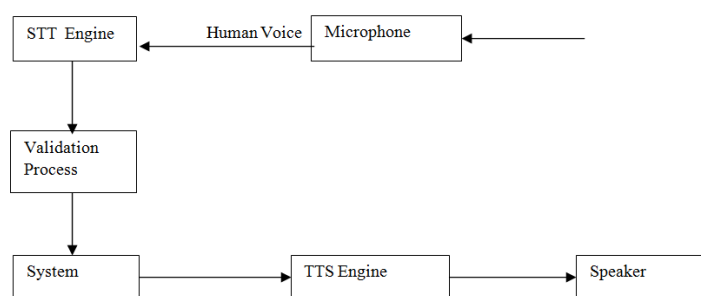 STT Engine
Human Voice
Microphone
Validation
Process
System
TTS Engine
Speaker